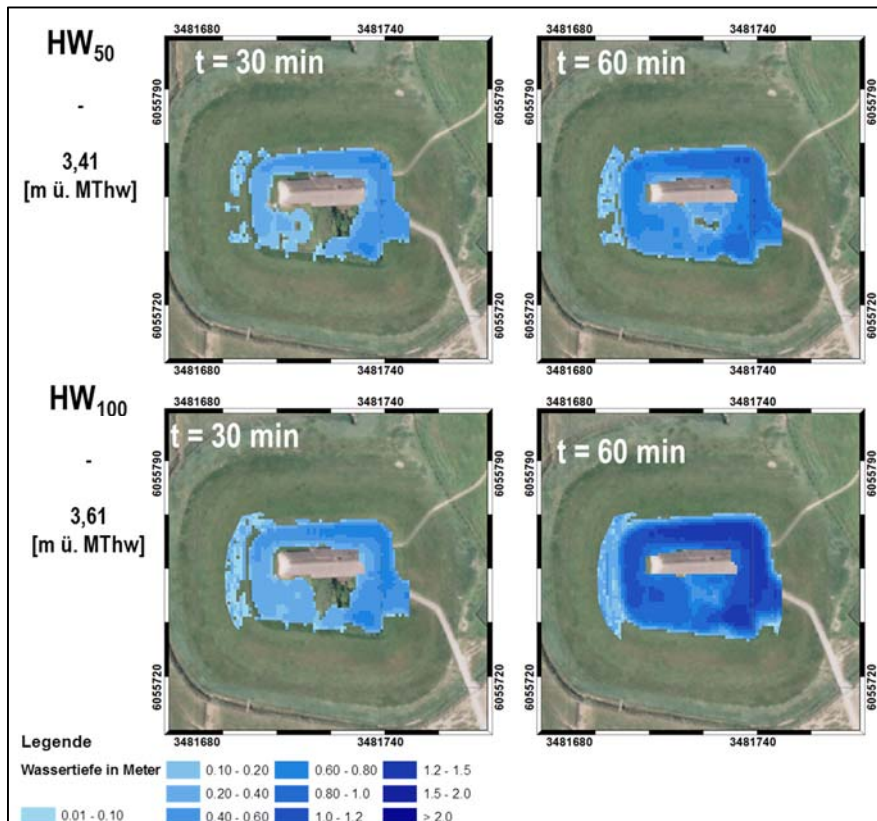 HW50
-
3,41
[m ü. MThw]
3481680 3481740
t = 30 min
6055790 6055720
6055790 6055720
3481680 3481740
3481680 3481740
t = 60 min
6055790 6055720
6055790 6055720
3481680 3481740
HW100
-
3,61
[m ü. MThw]
3481680 3481740
t = 30 min
6055790 6055720
6055790 6055720
3481680 3481740
3481680 3481740
t = 60 min
6055790 6055720
6055790 6055720
3481680 3481740
Legende
Wassertiefe in Meter
0.01 - 0.10
0.10 - 0.20
0.20 - 0.40
0.40 - 0.60
0.60 - 0.80
0.80 - 1.0
1.0 - 1.2
1.2 - 1.5
1.5 - 2.0
> 2.0